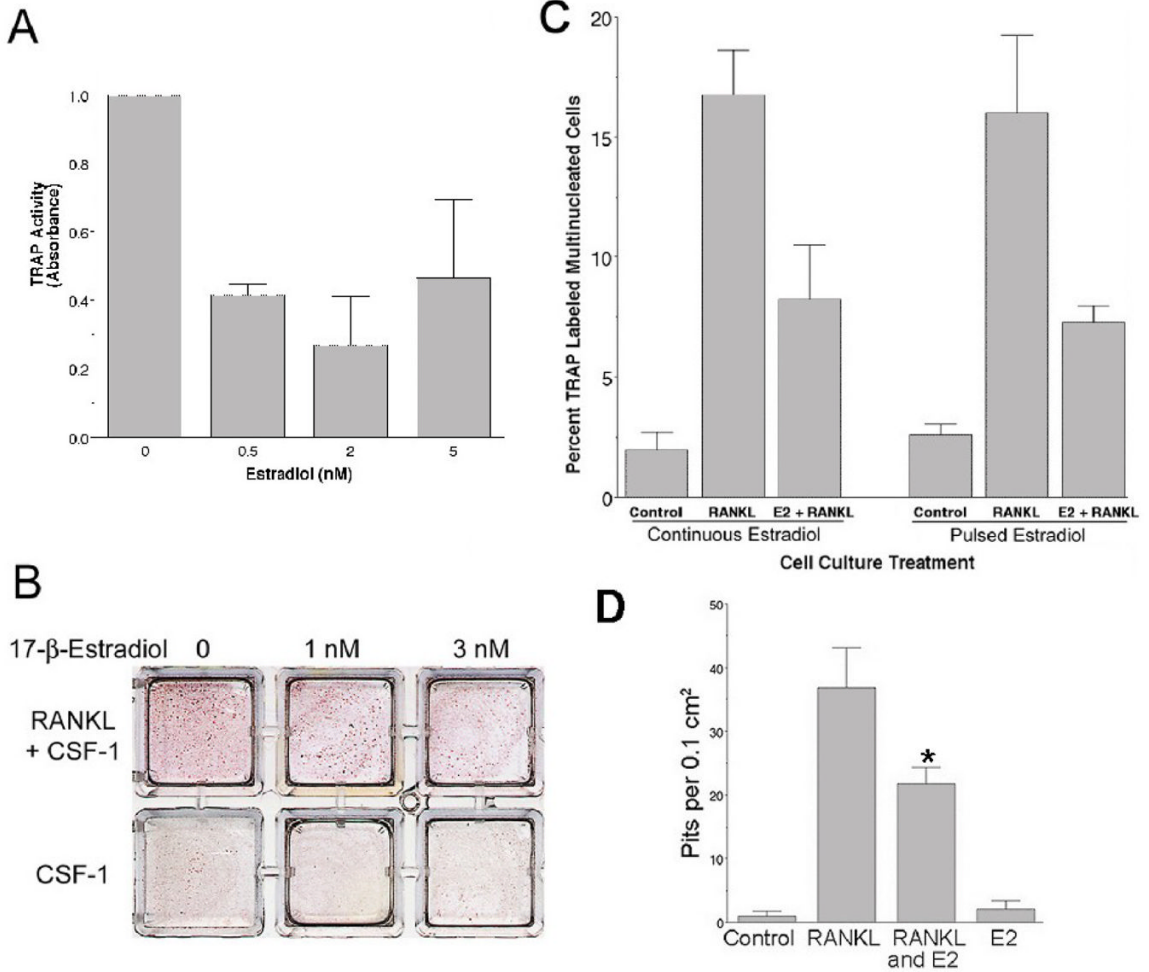 A
TRAP Activity
(Absorbance)
1.0
0.8
0.6
0.4
0.2
0.0
0 0.5 2 5
Estradiol (nM)
C
Percent TRAP Labeled Multinucleated Cells
20
15
10
5
0
Control RANKL E2 + RANKL Control RANKL E2 + RANKL
Continuous Estradiol Pulsed Estradiol
Cell Culture Treatment
B
17-β-Estradiol 0 1 nM 3 nM
RANKL
+ CSF-1
CSF-1
D
Pits per 0.1 cm²
50
40
30
20
10
0
*
Control RANKL RANKL E2
and E2